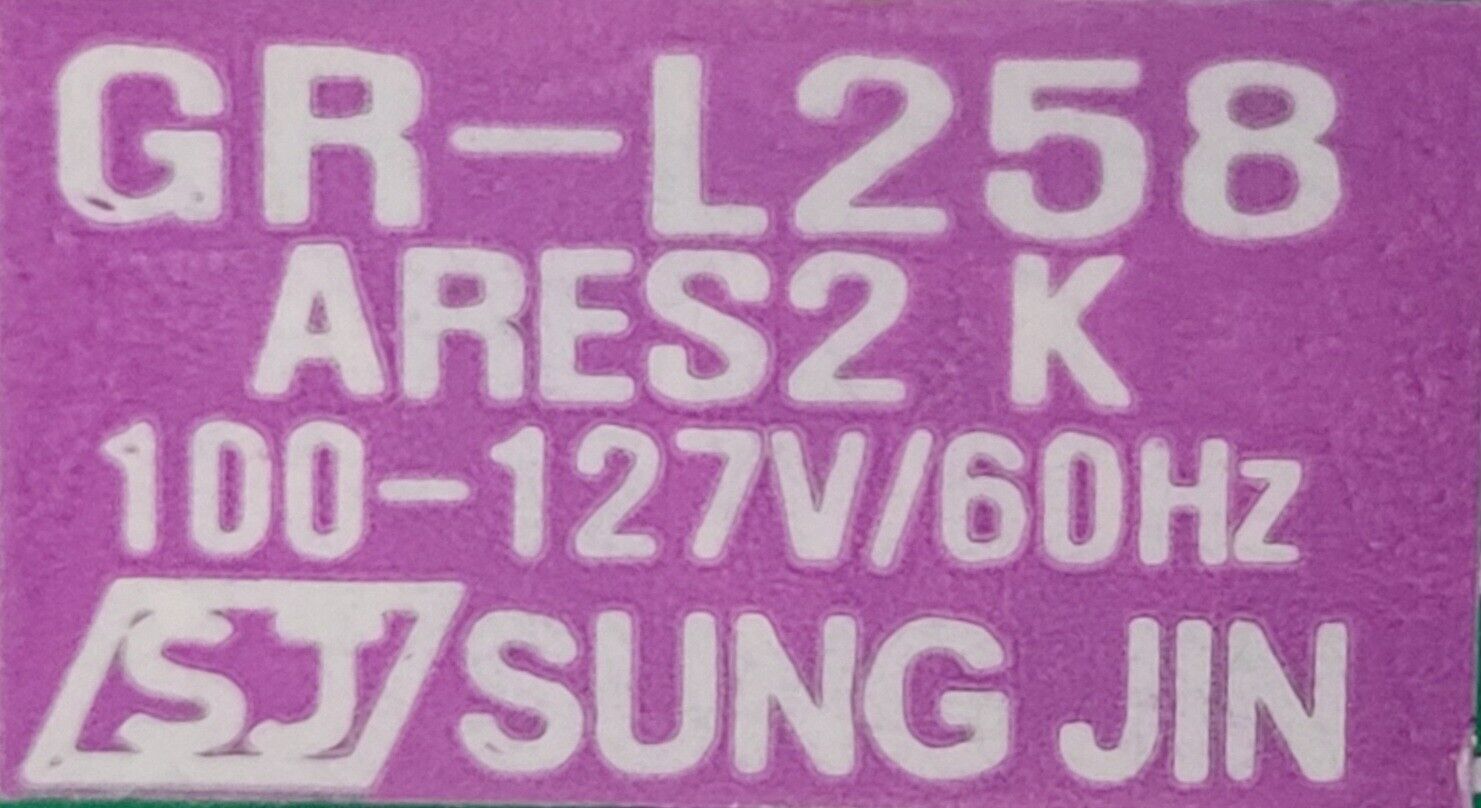 GR-L258
ARES2 K
100-127V/60Hz
SJ SUNG JIN